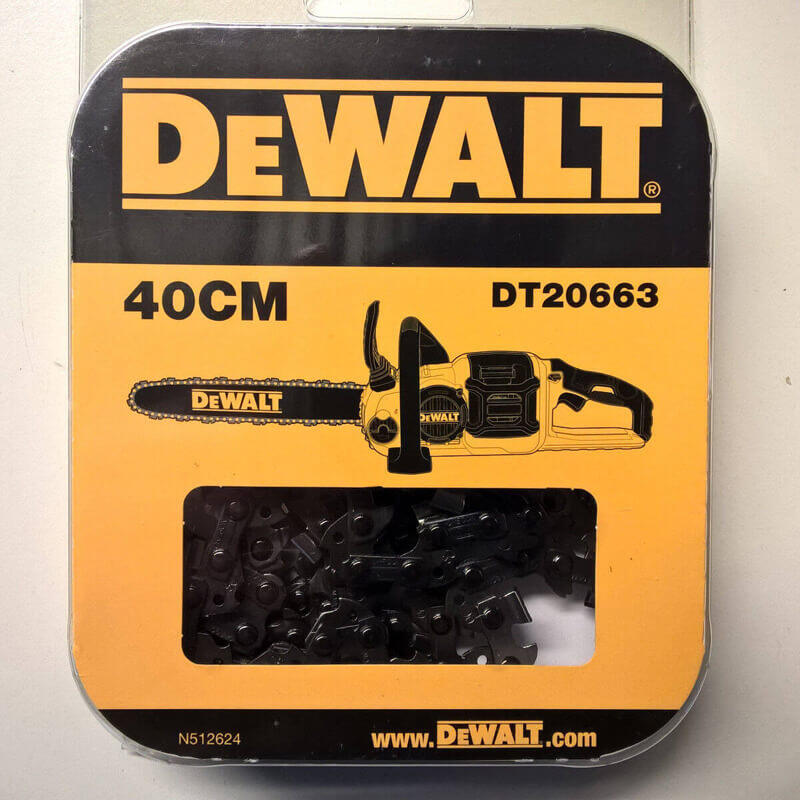 DEWALT®
40CM DT20663
DEWALT
DEWALT
N512624 www.DEWALT.com